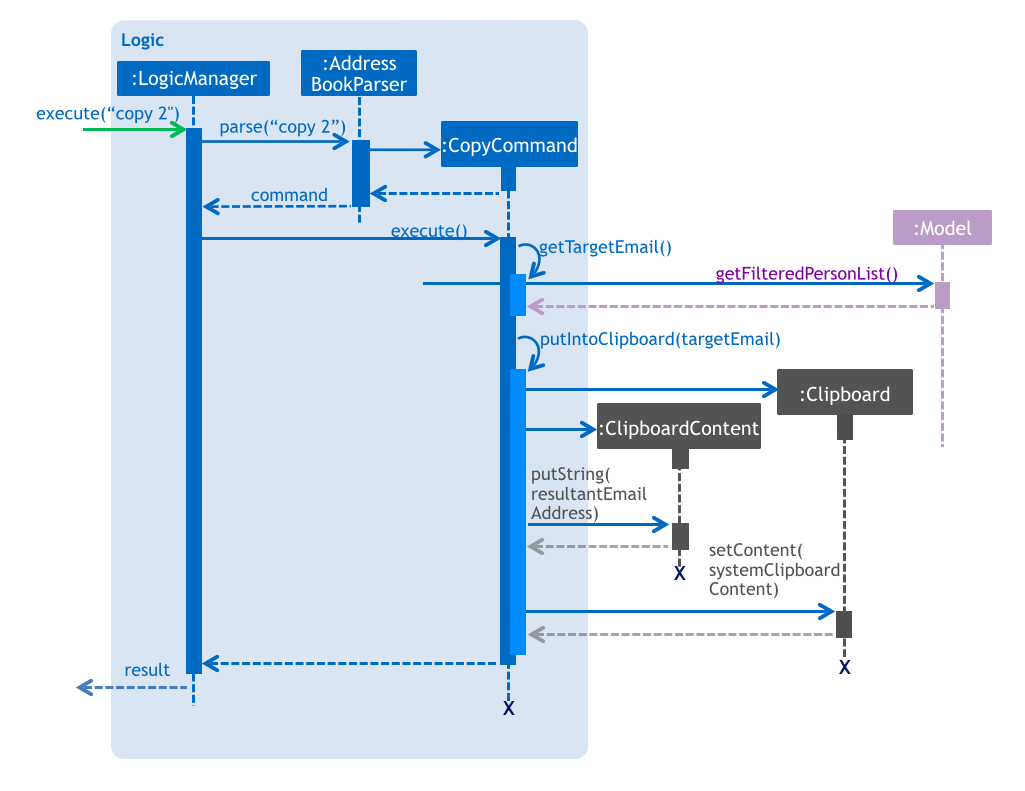 Logic
:LogicManager
:Address
BookParser
execute(“copy 2")
parse(“copy 2”)
:CopyCommand
command
execute()
:Model
getTargetEmail()
getFilteredPersonList()
putIntoClipboard(targetEmail)
:Clipboard
:ClipboardContent
putString(
resultantEmail
Address)
setContent(
systemClipboard
Content)
X
X
result
X